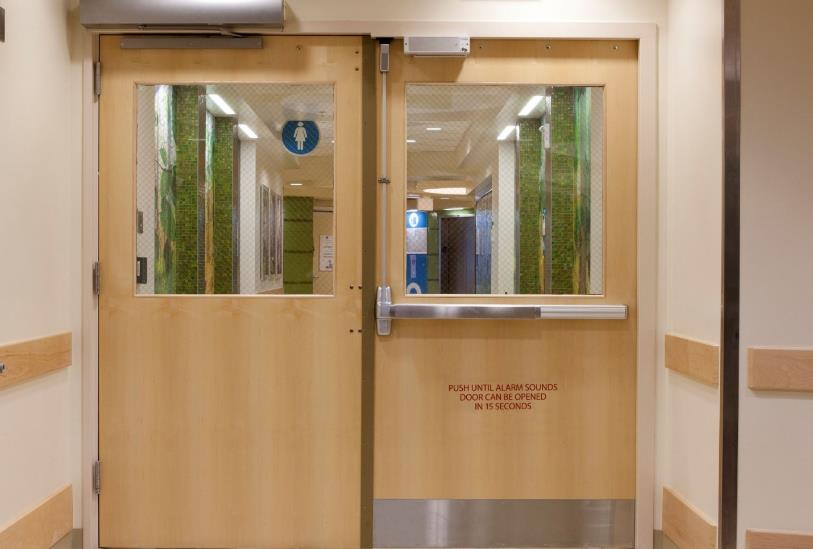 PUSH UNTIL ALARM SOUNDS
DOOR CAN BE OPENED
IN 15 SECONDS